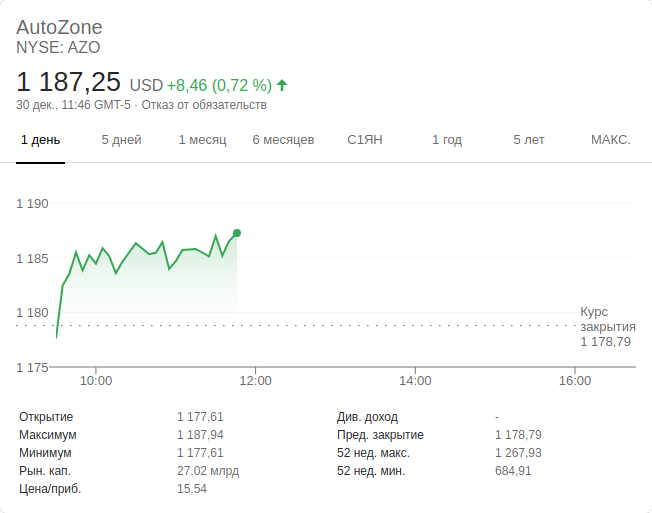 AutoZone
NYSE: AZO
1 187,25 USD +8,46 (0,72 %)
30 дек., 11:46 GMT-5 · Отказ от обязательств
1 день 5 дней 1 месяц 6 месяцев С1ЯН 1 год 5 лет МАКС.
1 190
1 185
1 180
1 175
Курс
закрытия
1 178,79
10:00 12:00 14:00 16:00
Открытие 1 177,61
Максимум 1 187,94
Минимум 1 177,61
Рын. кап. 27,02 млрд
Цена/приб. 15,54
Див. доход -
Пред. закрытие 1 178,79
52 нед. макс. 1 267,93
52 нед. мин. 684,91